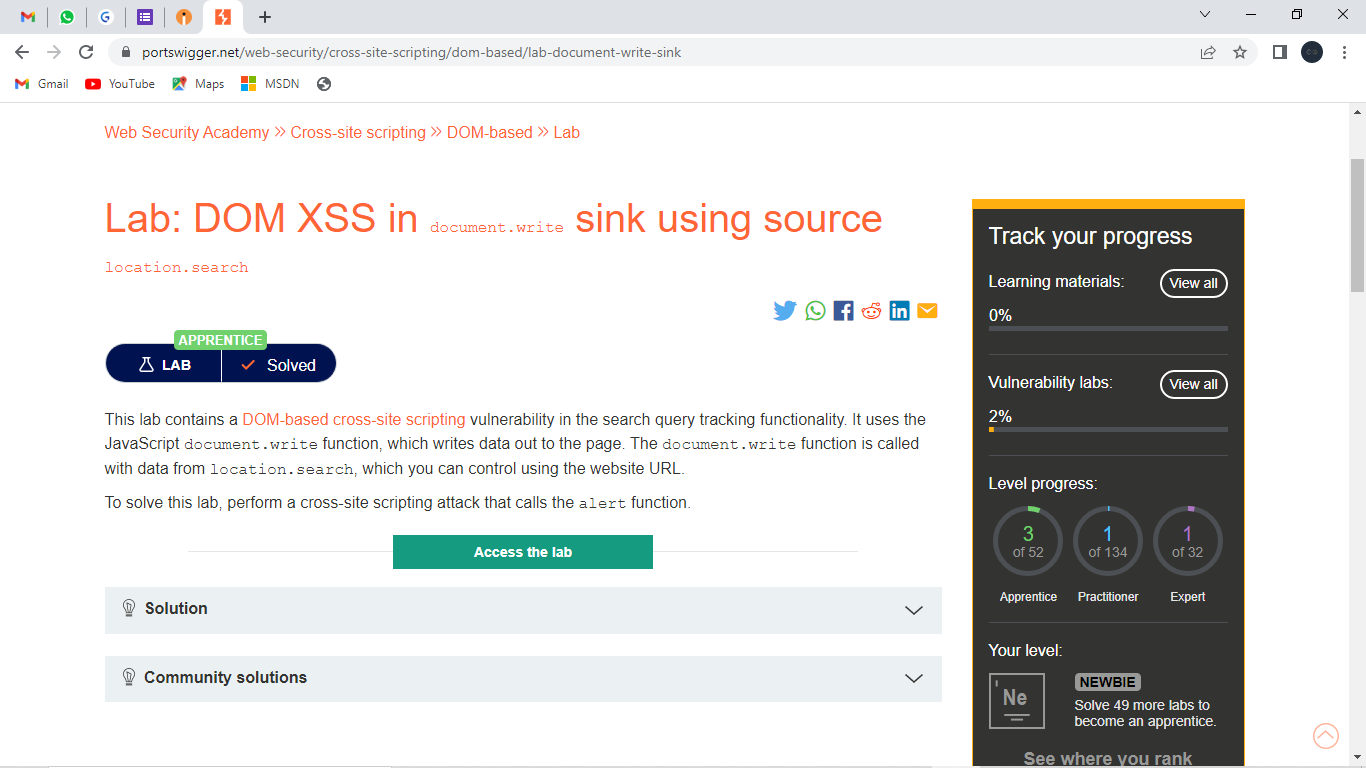 portswigger.net/web-security/cross-site-scripting/dom-based/lab-document-write-sink
Gmail YouTube Maps MSDN
Web Security Academy » Cross-site scripting » DOM-based » Lab
Lab: DOM XSS in document.write sink using source
location.search
APPRENTICE
LAB Solved
This lab contains a DOM-based cross-site scripting vulnerability in the search query tracking functionality. It uses the
JavaScript document.write function, which writes data out to the page. The document.write function is called
with data from location.search, which you can control using the website URL.
To solve this lab, perform a cross-site scripting attack that calls the alert function.
Access the lab
Solution
Community solutions
Track your progress
Learning materials: View all
0%
Vulnerability labs: View all
2%
Level progress:
3 1 1
of 52 of 134 of 32
Apprentice Practitioner Expert
Your level:
Ne
NEWBIE
Solve 49 more labs to
become an apprentice.
See where you rank